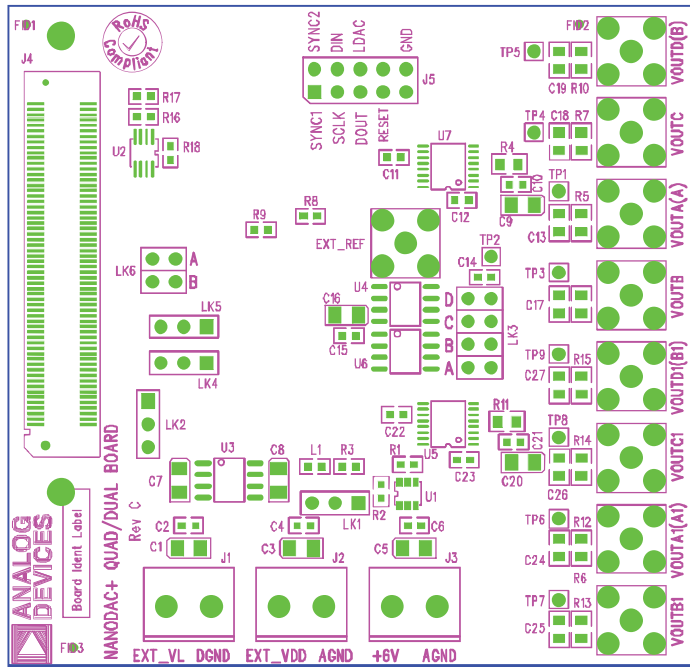 FID1
J4
RoHS
Compliant
SYNC2
DIN
LDAC
GND
J5
SYNC1
SCLK
DOUT
RESET
FID2
TP5
C19
R10
VOUTD(B)
R17
R16
U2
R18
TP4
C18
R7
VOUTC
U7
C11
R4
C10
C12
C9
TP1
R5
C13
VOUTA(A)
R8
R9
EXT_REF
TP2
C14
TP3
C17
VOUTB
LK6
A
B
U4
C16
C15
U6
D
C
B
A
LK3
LK5
LK4
TP9
R15
C27
VOUTD1(B1)
LK2
C22
R11
U5
C21
C20
C23
TP8
R14
C26
VOUTC1
U3
C7
C8
L1
R3
R1
U1
R2
LK1
C2
C4
C6
C1
C3
C5
TP6
R12
C24
VOUTA1(A1)
R6
TP7
R13
C25
VOUTB1
J1
J2
J3
EXT_VL
DGND
EXT_VDD
AGND
+6V
AGND
ANALOG
DEVICES
Board Ident Label
NANODAC+ QUAD/DUAL BOARD
Rev C
FID3